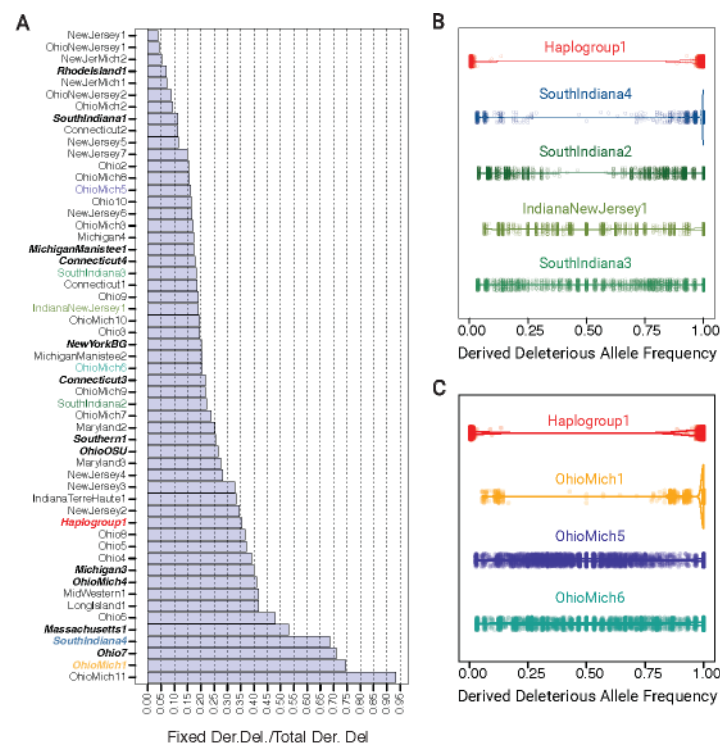 A
NewJersey1
OhioNewJersey1
NewJerMich2
RhodeIsland1
NewJerMich1
OhioNewJersey2
OhioMich2
SouthIndiana1
Connecticut2
NewJersey5
NewJersey7
Ohio2
OhioMich8
OhioMich5
Ohio10
NewJersey6
OhioMich3
Michigan4
MichiganManistee1
Connecticut4
SouthIndiana3
Connecticut1
Ohio9
IndianaNewJersey1
OhioMich10
Ohio3
NewYorkBG
MichiganManistee2
OhioMich6
Connecticut3
OhioMich9
SouthIndiana2
OhioMich7
Maryland2
Southern1
OhioOSU
Maryland3
NewJersey4
NewJersey3
IndianaTerreHaute1
NewJersey2
Haplogroup1
Ohio8
Ohio5
Ohio4
Michigan3
OhioMich4
MidWestern1
LongIsland1
Ohio6
Massachusetts1
SouthIndiana4
Ohio7
OhioMich1
OhioMich11
0.00 0.05 0.10 0.15 0.20 0.25 0.30 0.35 0.40 0.45 0.50 0.55 0.60 0.65 0.70 0.75 0.80 0.85 0.90 0.95
Fixed Der.Del./Total Der. Del
B
Haplogroup1
SouthIndiana4
SouthIndiana2
IndianaNewJersey1
SouthIndiana3
0.00 0.25 0.50 0.75 1.00
Derived Deleterious Allele Frequency
C
Haplogroup1
OhioMich1
OhioMich5
OhioMich6
0.00 0.25 0.50 0.75 1.00
Derived Deleterious Allele Frequency